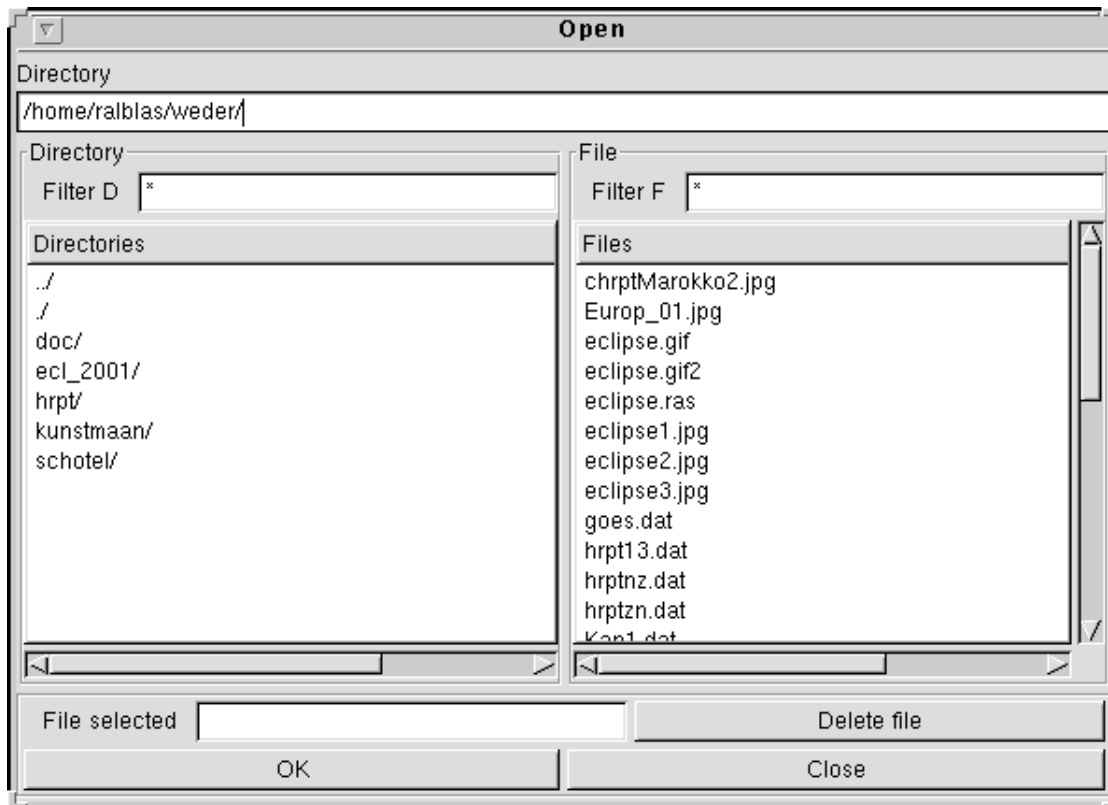 Open
Directory
/home/ralblas/weder/
Directory
Filter D *
Directories
../
./
doc/
ecl_2001/
hrpt/
kunstmaan/
schotel/
File
Filter F *
Files
chrptMarokko2.jpg
Europ_01.jpg
eclipse.gif
eclipse.gif2
eclipse.ras
eclipse1.jpg
eclipse2.jpg
eclipse3.jpg
goes.dat
hrpt13.dat
hrptnz.dat
hrptzn.dat
File selected
Delete file
OK
Close